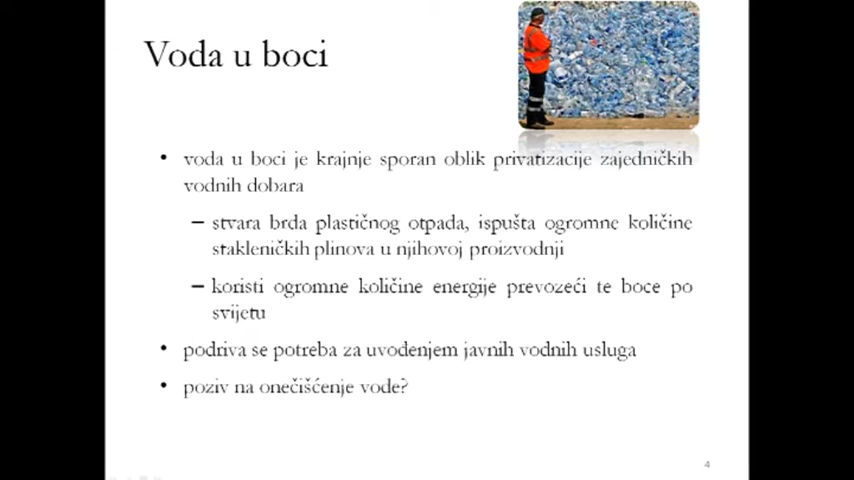 Voda u boci
• voda u boci je krajnje sporan oblik privatizacije zajedničkih
vodnih dobara
– stvara brda plastičnog otpada, ispušta ogromne količine
stakleničkih plinova u njihovoj proizvodnji
– koristi ogromne količine energije prevozeći te boce po
svijetu
• podriva se potreba za uvođenjem javnih vodnih usluga
• poziv na onečišćenje vode?
4